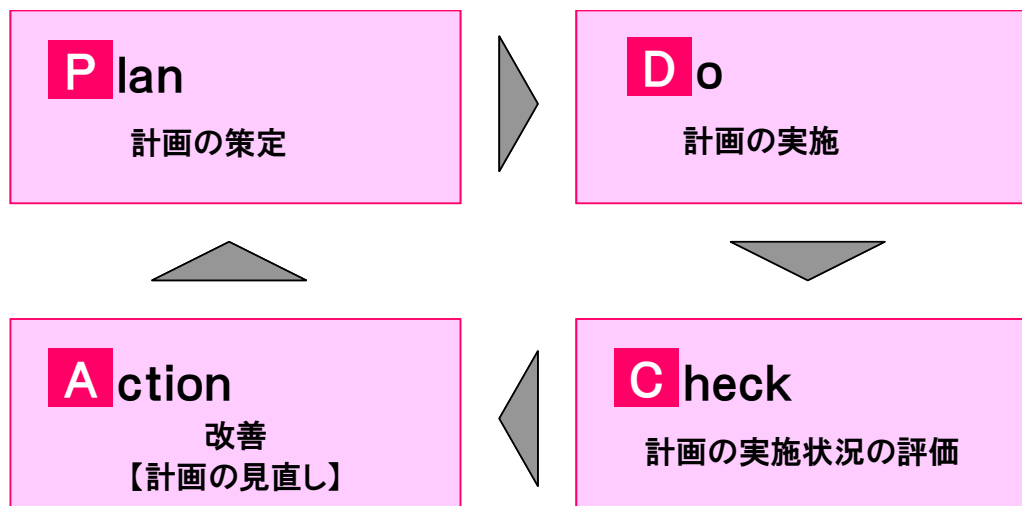 Plan
計画の策定
Do
計画の実施
Action
改善
【計画の見直し】
Check
計画の実施状況の評価